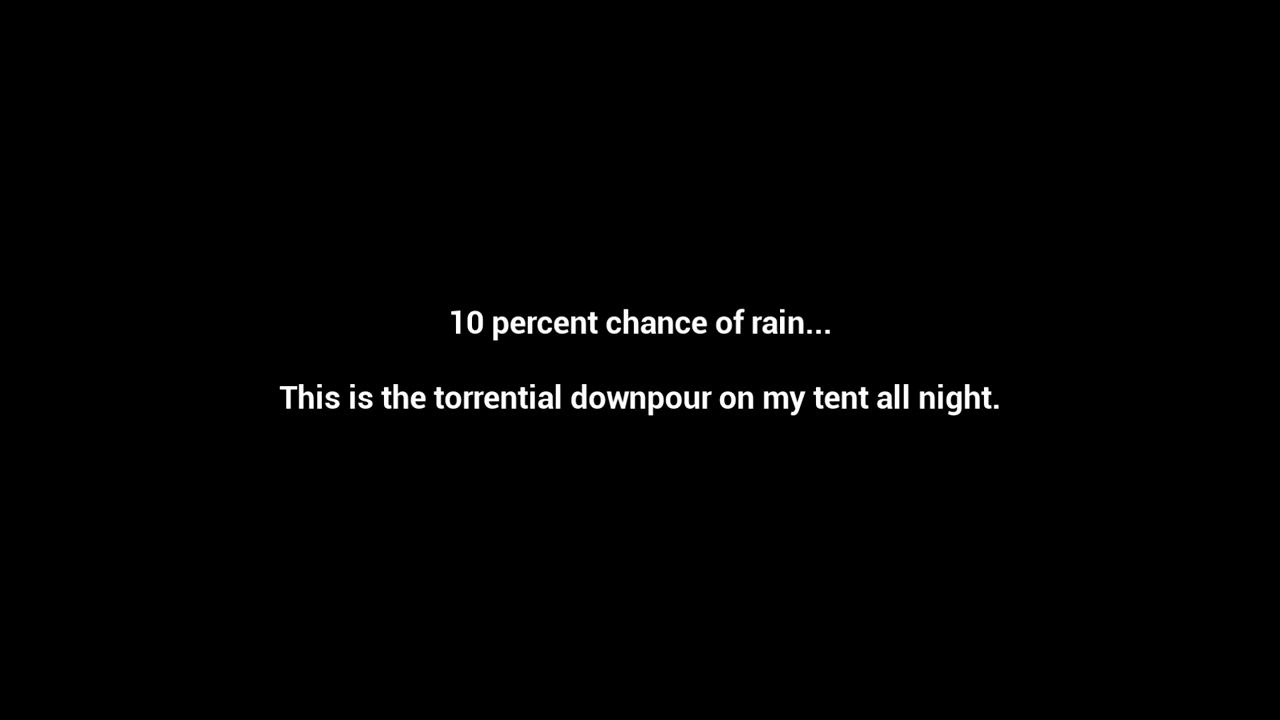 10 percent chance of rain...
This is the torrential downpour on my tent all night.